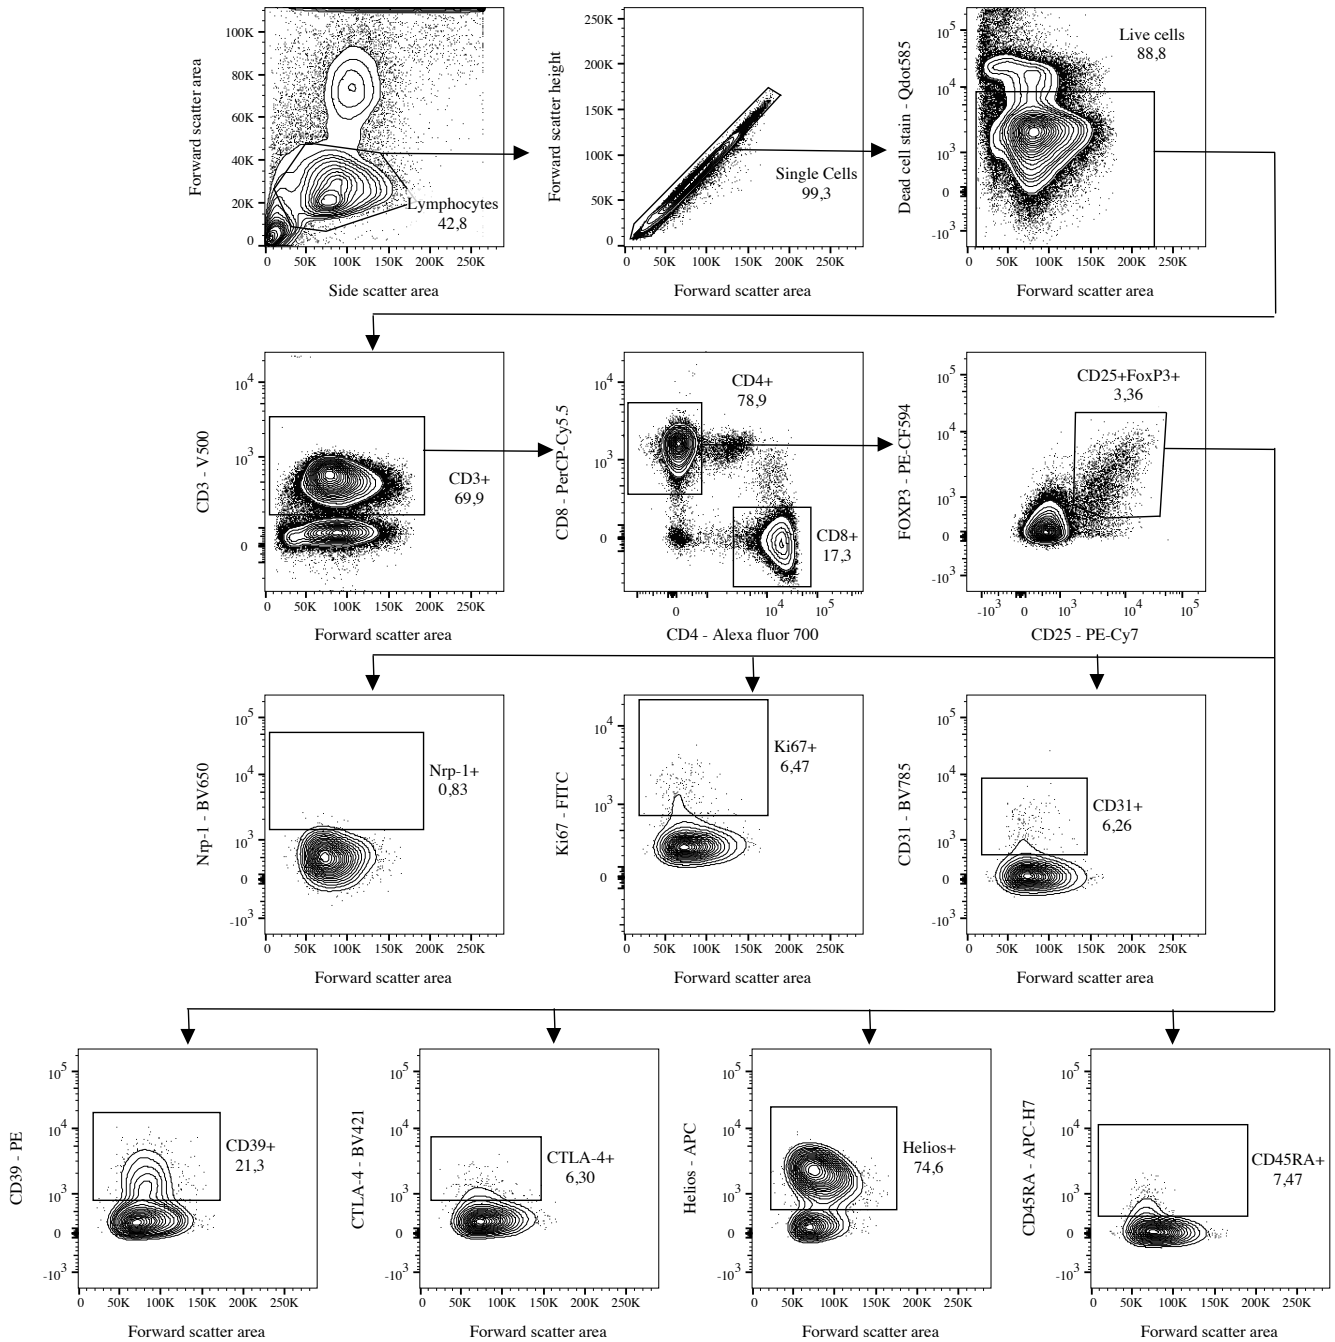 Forward scatter area
100K
80K
60K
40K
20K
0
Lymphocytes
42,8
0 50K 100K 150K 200K 250K
Side scatter area
Forward scatter height
250K
200K
150K
100K
50K
0
Single Cells
99,3
0 50K 100K 150K 200K 250K
Forward scatter area
Dead cell stain - Qdot585
10^5
10^3
0
-10^3
Live cells
88,8
0 50K 100K 150K 200K 250K
Forward scatter area
CD3 - V500
10^4
10^3
0
CD3+
69,9
0 50K 100K 150K 200K 250K
Forward scatter area
CD8 - PerCP-Cy5.5
10^4
10^3
0
CD4+
78,9
CD8+
17,3
0 10^4 10^5
CD4 - Alexa fluor 700
FOXP3 - PE-CF594
10^5
10^4
10^3
0
-10^3
CD25+FoxP3+
3,36
-10^3 0 10^3 10^4 10^5
CD25 - PE-Cy7
Nrp-1 - BV650
10^5
10^4
10^3
0
-10^3
Nrp-1+
0,83
0 50K 100K 150K 200K 250K
Forward scatter area
Ki67 - FITC
10^4
10^3
0
Ki67+
6,47
0 50K 100K 150K 200K 250K
Forward scatter area
CD31 - BV785
10^5
10^4
10^3
0
-10^3
CD31+
6,26
0 50K 100K 150K 200K 250K
Forward scatter area
CD39 - PE
10^5
10^4
10^3
0
-10^3
CD39+
21,3
0 50K 100K 150K 200K 250K
Forward scatter area
CTLA-4 - BV421
10^5
10^4
10^3
0
-10^3
CTLA-4+
6,30
0 50K 100K 150K 200K 250K
Forward scatter area
Helios - APC
10^5
10^4
10^3
0
-10^3
Helios+
74,6
0 50K 100K 150K 200K 250K
Forward scatter area
CD45RA - APC-H7
10^5
10^4
10^3
0
-10^3
CD45RA+
7,47
0 50K 100K 150K 200K 250K
Forward scatter area